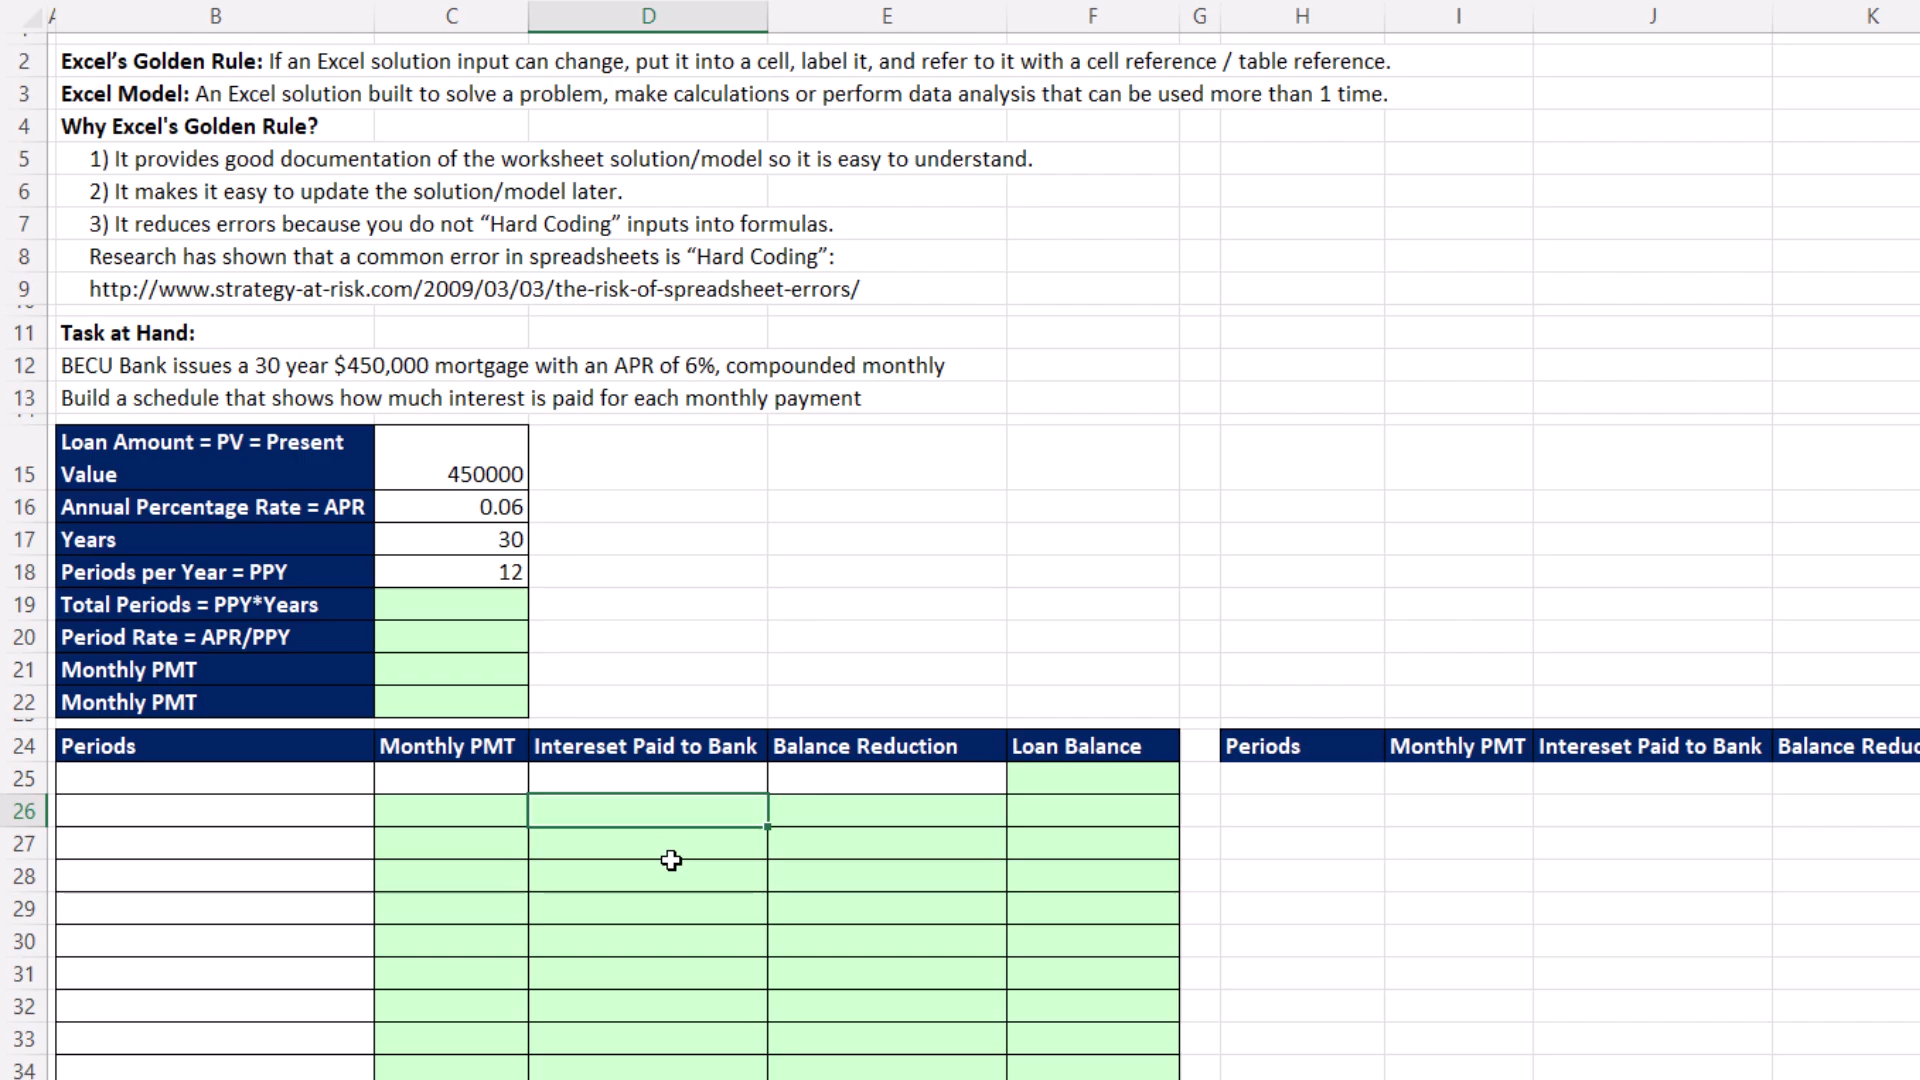 B C D E F G H I J K
2 Excel’s Golden Rule: If an Excel solution input can change, put it into a cell, label it, and refer to it with a cell reference / table reference.
3 Excel Model: An Excel solution built to solve a problem, make calculations or perform data analysis that can be used more than 1 time.
4 Why Excel's Golden Rule?
5 1) It provides good documentation of the worksheet solution/model so it is easy to understand.
6 2) It makes it easy to update the solution/model later.
7 3) It reduces errors because you do not “Hard Coding” inputs into formulas.
8 Research has shown that a common error in spreadsheets is “Hard Coding”:
9 http://www.strategy-at-risk.com/2009/03/03/the-risk-of-spreadsheet-errors/
11 Task at Hand:
12 BECU Bank issues a 30 year $450,000 mortgage with an APR of 6%, compounded monthly
13 Build a schedule that shows how much interest is paid for each monthly payment
Loan Amount = PV = Present
15 Value 450000
16 Annual Percentage Rate = APR 0.06
17 Years 30
18 Periods per Year = PPY 12
19 Total Periods = PPY*Years
20 Period Rate = APR/PPY
21 Monthly PMT
22 Monthly PMT
24 Periods Monthly PMT Intereset Paid to Bank Balance Reduction Loan Balance Periods Monthly PMT Intereset Paid to Bank Balance Reduc
25
26
27
28
29
30
31
32
33
34